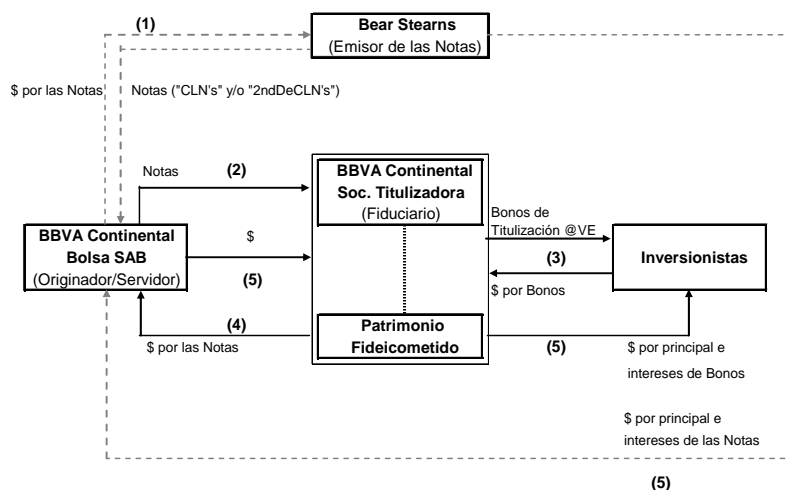 (1)
Bear Stearns
(Emisor de las Notas)
$ por las Notas
Notas ("CLN's" y/o "2ndDeCLN's")
Notas
(2)
BBVA Continental
Soc. Titulizadora
(Fiduciario)
Bonos de
Titulización @VE
BBVA Continental
Bolsa SAB
(Originador/Servidor)
$
(5)
(3)
$ por Bonos
Inversionistas
(4)
$ por las Notas
Patrimonio
Fideicometido
(5)
$ por principal e
intereses de Bonos
$ por principal e
intereses de las Notas
(5)